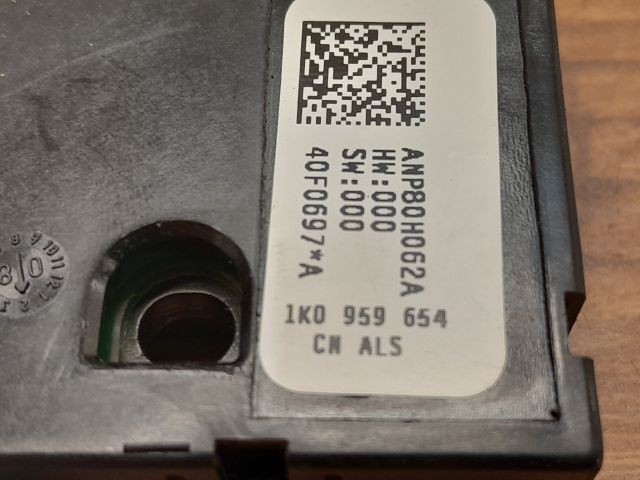 ANP80H062A
HW:000
SW:000
40F0697*A
1K0 959 654
CN ALS